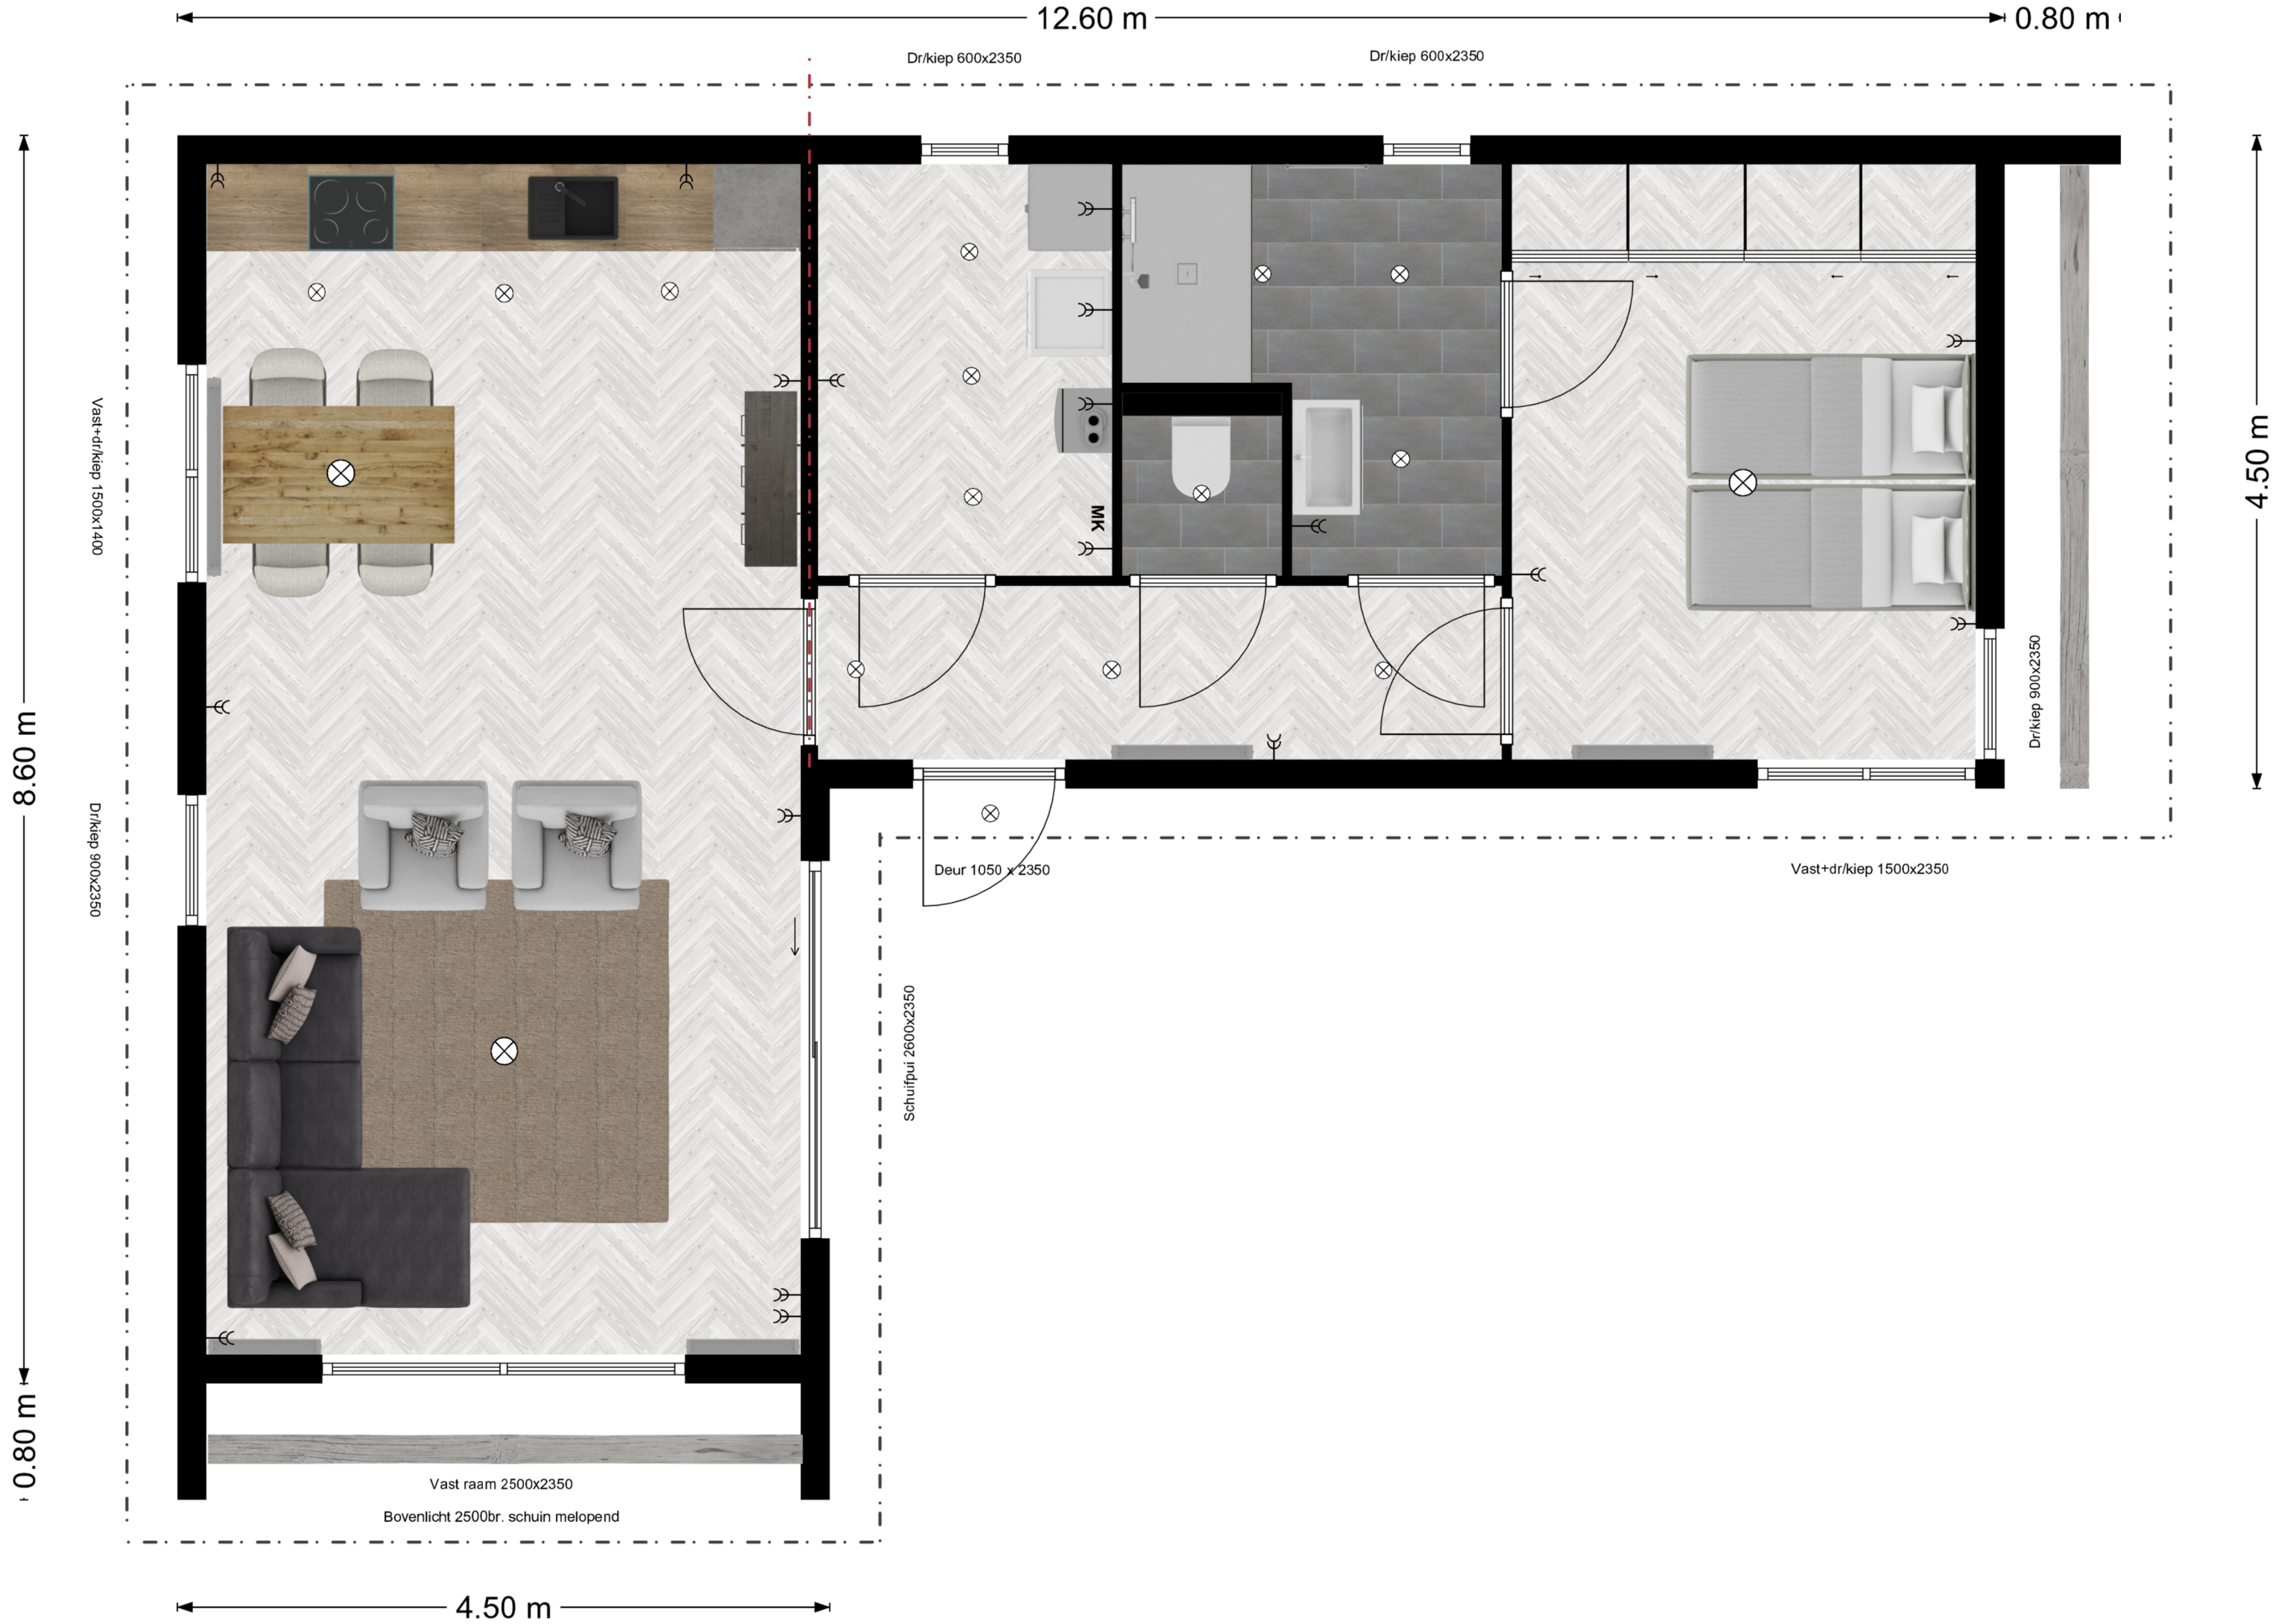 12.60 m
0.80 m
Dr/kiep 600x2350
Dr/kiep 600x2350
Vast+dr/kiep 1500x1400
4.50 m
MK
Dr/kiep 900x2350
8.60 m
Dr/kiep 900x2350
Deur 1050 x 2350
Vast+dr/kiep 1500x2350
Schuifpui 2600x2350
0.80 m
Vast raam 2500x2350
Bovenlicht 2500br. schuin melopend
4.50 m